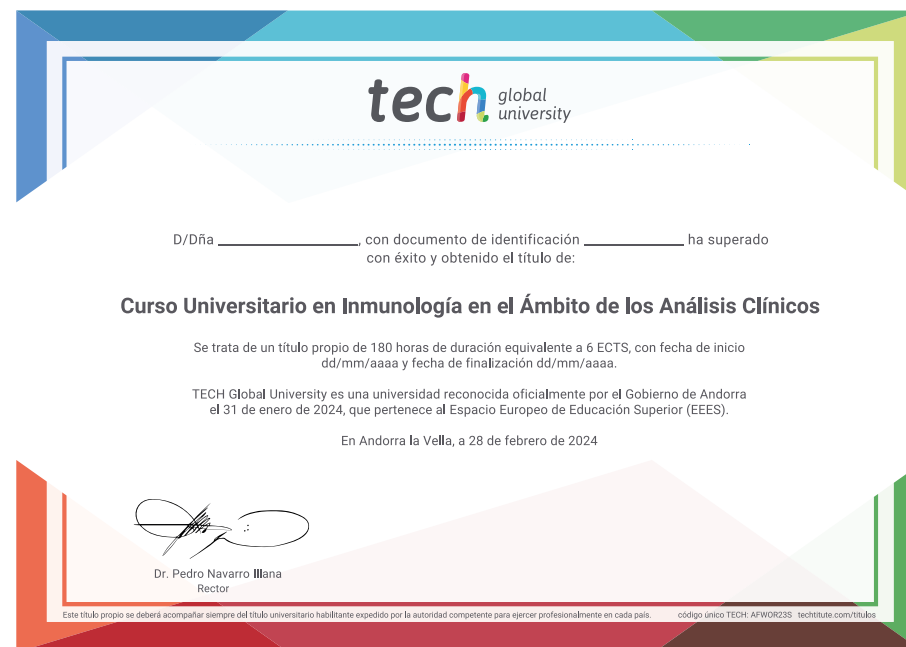 tech global university
D/Dña ____________, con documento de identificación ____________ ha superado
con éxito y obtenido el título de:
Curso Universitario en Inmunología en el Ámbito de los Análisis Clínicos
Se trata de un título propio de 180 horas de duración equivalente a 6 ECTS, con fecha de inicio
dd/mm/aaaa y fecha de finalización dd/mm/aaaa.
TECH Global University es una universidad reconocida oficialmente por el Gobierno de Andorra
el 31 de enero de 2024, que pertenece al Espacio Europeo de Educación Superior (EEES).
En Andorra la Vella, a 28 de febrero de 2024
Dr. Pedro Navarro Illana
Rector
Este título propio se deberá acompañar siempre del título universitario habilitante expedido por la autoridad competente para ejercer profesionalmente en cada país. código único TECH: AFWOR23S techtitute.com/titulos